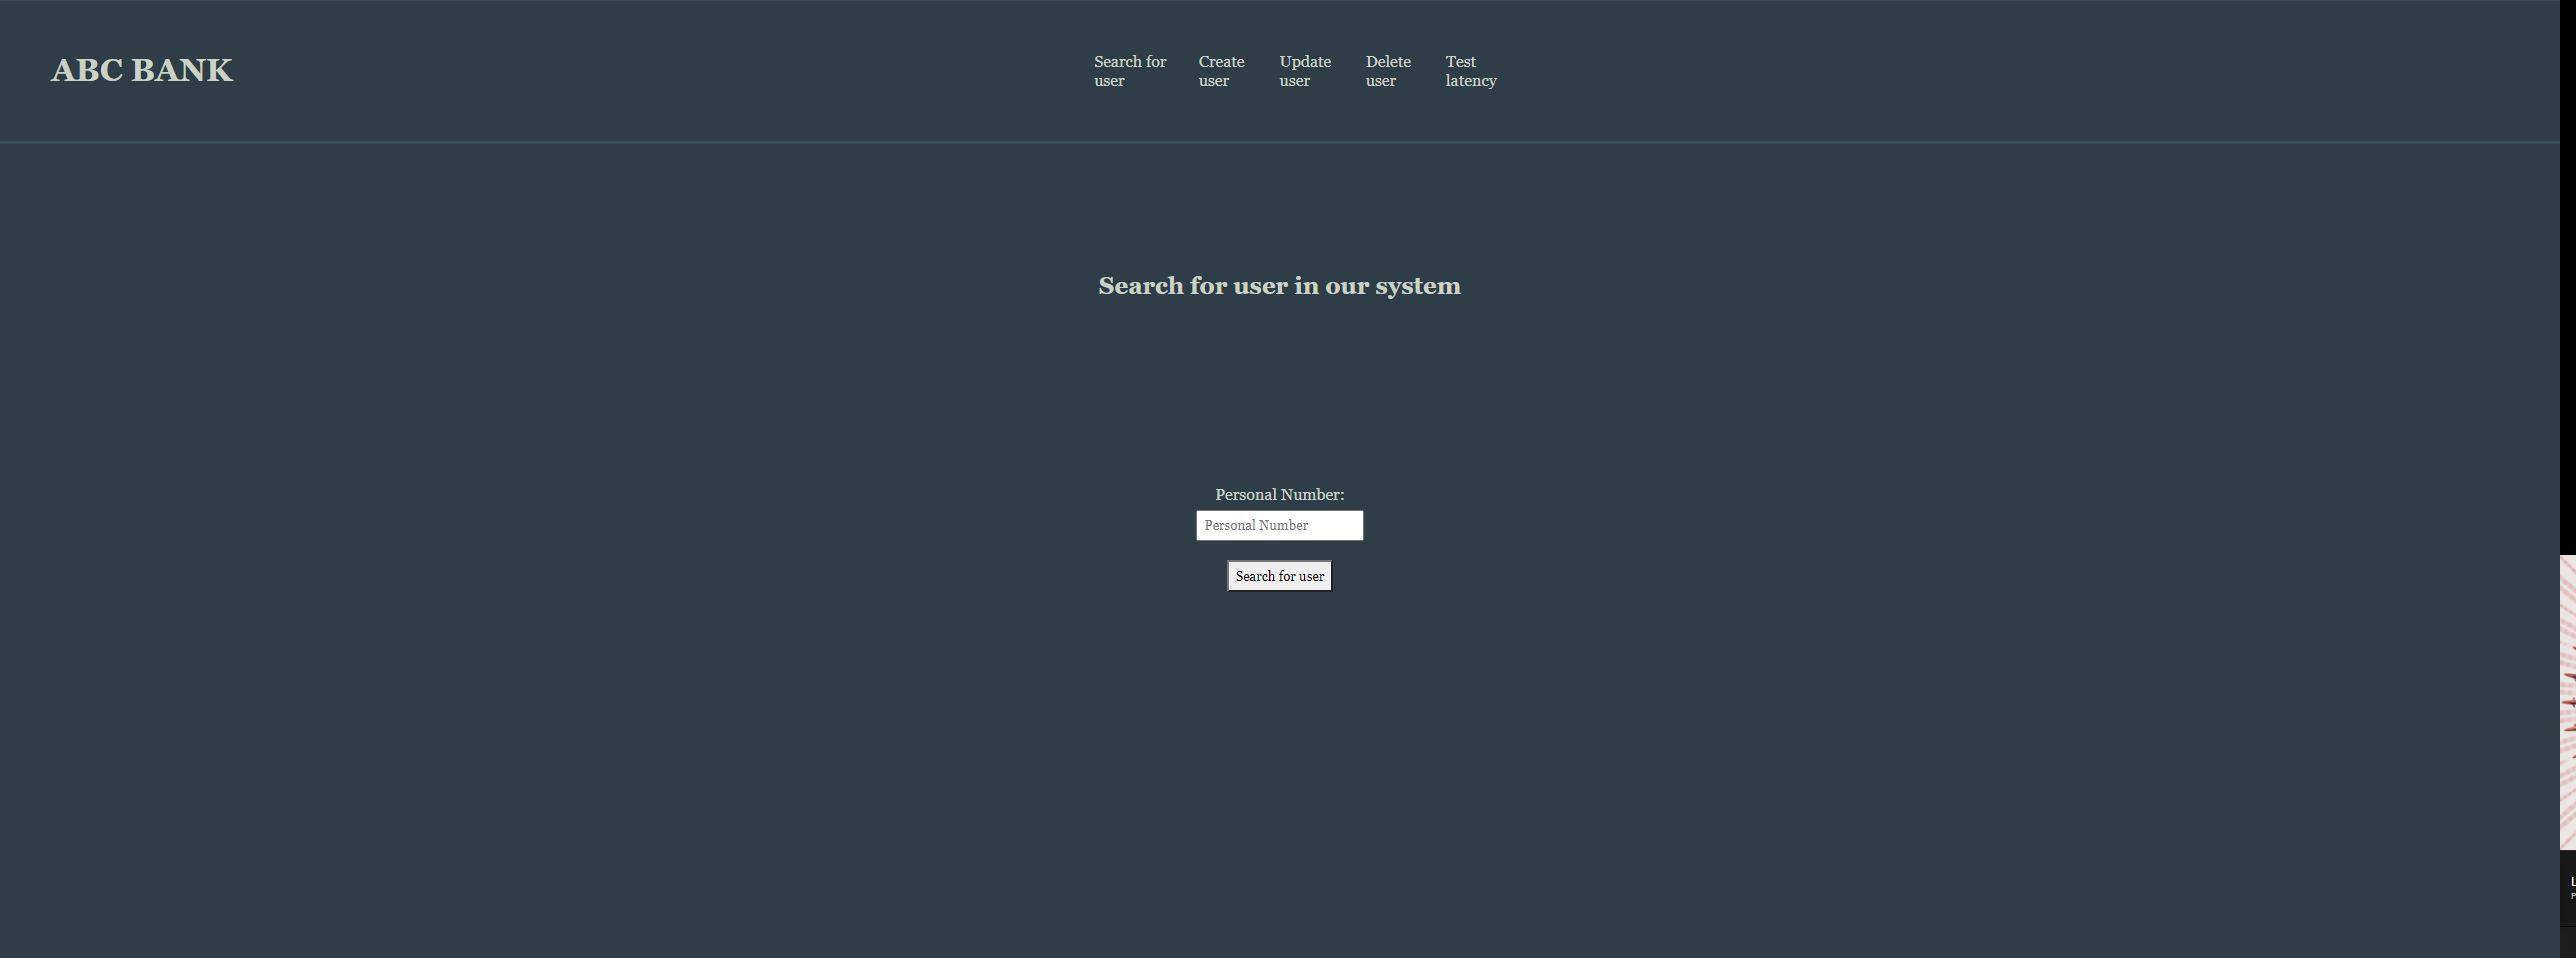 ABC BANK
Search for
user
Create
user
Update
user
Delete
user
Test
latency
Search for user in our system
Personal Number:
Personal Number
Search for user
L
P